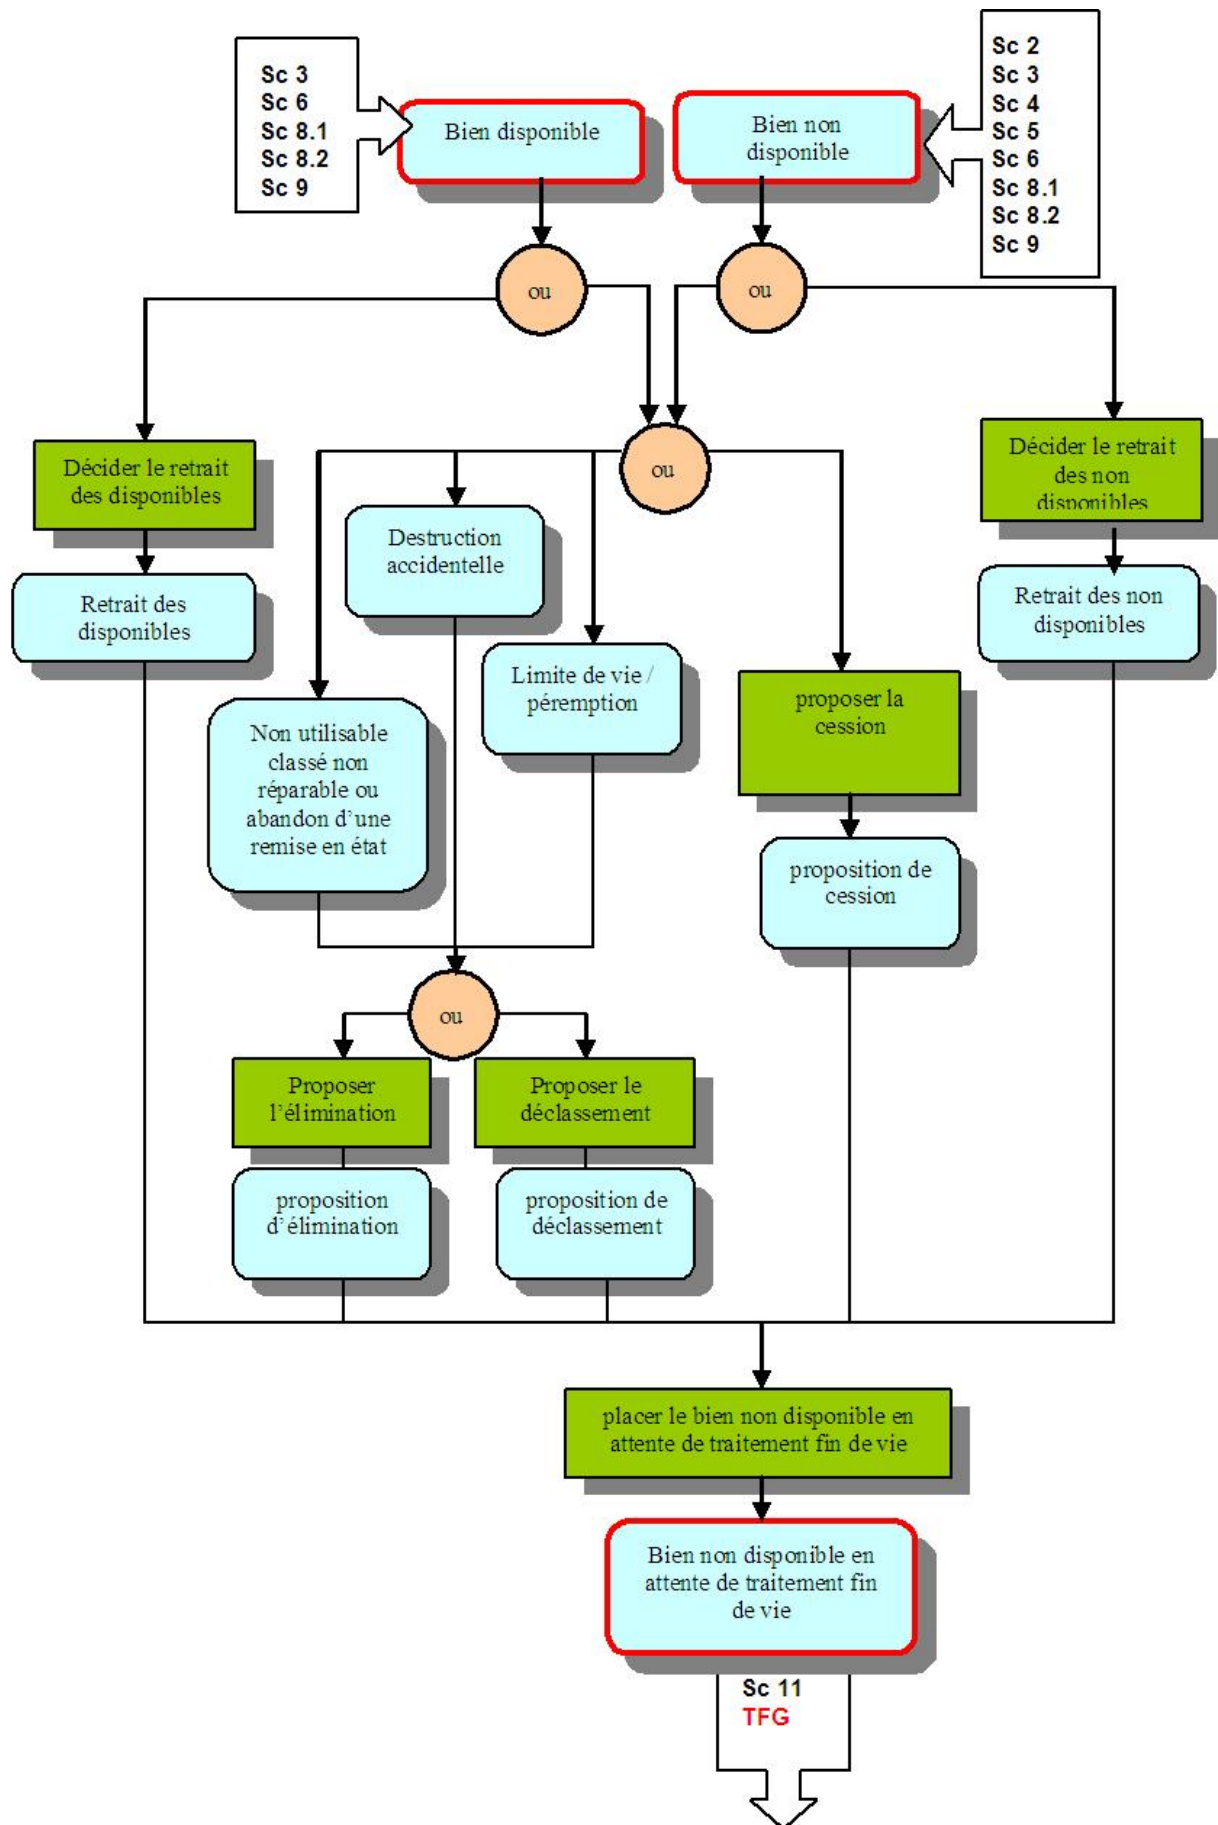 Sc 3
Sc 6
Sc 8.1
Sc 8.2
Sc 9
Bien disponible
Bien non
disponible
Sc 2
Sc 3
Sc 4
Sc 5
Sc 6
Sc 8.1
Sc 8.2
Sc 9
ou
ou
Décider le retrait
des disponibles
ou
Décider le retrait
des non
disponibles
Retrait des
disponibles
Destruction
accidentelle
Retrait des non
disponibles
Non utilisable
classé non
réparable ou
abandon d'une
remise en état
Limite de vie /
péremption
proposer la
cession
proposition de
cession
ou
Proposer
l'élimination
Proposer le
déclassement
proposition
d'élimination
proposition de
déclassement
placer le bien non disponible en
attente de traitement fin de vie
Bien non disponible en
attente de traitement fin
de vie
Sc 11
TFG